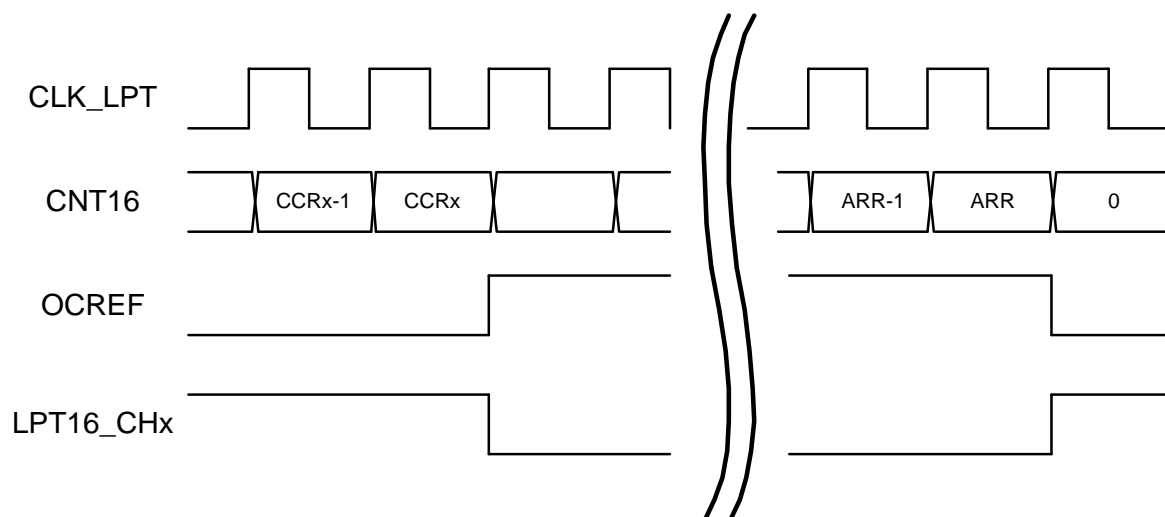 CLK_LPT
CNT16 CCRx-1 CCRx ARR-1 ARR 0
OCREF
LPT16_CHx